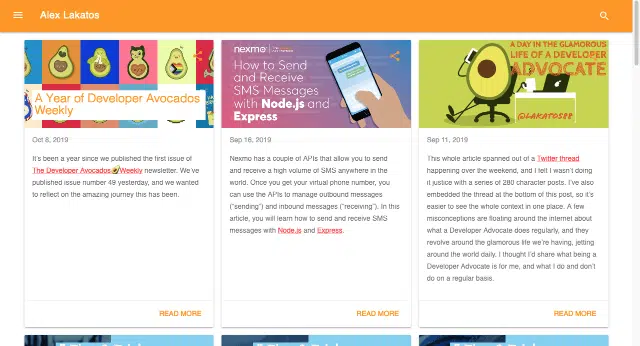 Alex Lakatos
A Year of Developer Avocados
Weekly
Oct 8, 2019
It's been a year since we published the first issue of
The Developer Avocados🥑Weekly newsletter. We've
published issue number 49 yesterday, and we wanted
to reflect on the amazing journey this has been.
READ MORE
nexmo
How to Send
and Receive
SMS Messages
with Node.js and
Express
Sep 16, 2019
Nexmo has a couple of APIs that allow you to send
and receive a high volume of SMS anywhere in the
world. Once you get your virtual phone number, you
can use the APIs to manage outbound messages
("sending") and inbound messages ("receiving"). In this
article, you will learn how to send and receive SMS
messages with Node.js and Express.
READ MORE
A DAY IN THE GLAMOROUS
LIFE OF A DEVELOPER
ADVOCATE
@LAKATOS88
Sep 11, 2019
This whole article spanned out of a Twitter thread
happening over the weekend, and I felt I wasn't doing
it justice with a series of 280 character posts. I've also
embedded the thread at the bottom of this post, so it's
easier to see the whole context in one place. A few
misconceptions are floating around the internet about
what a Developer Advocate does regularly, and they
revolve around the glamorous life we're having, jetting
around the world daily. I thought I'd share what being a
Developer Advocate is for me, and what I do and don't
do on a regular basis.
READ MORE